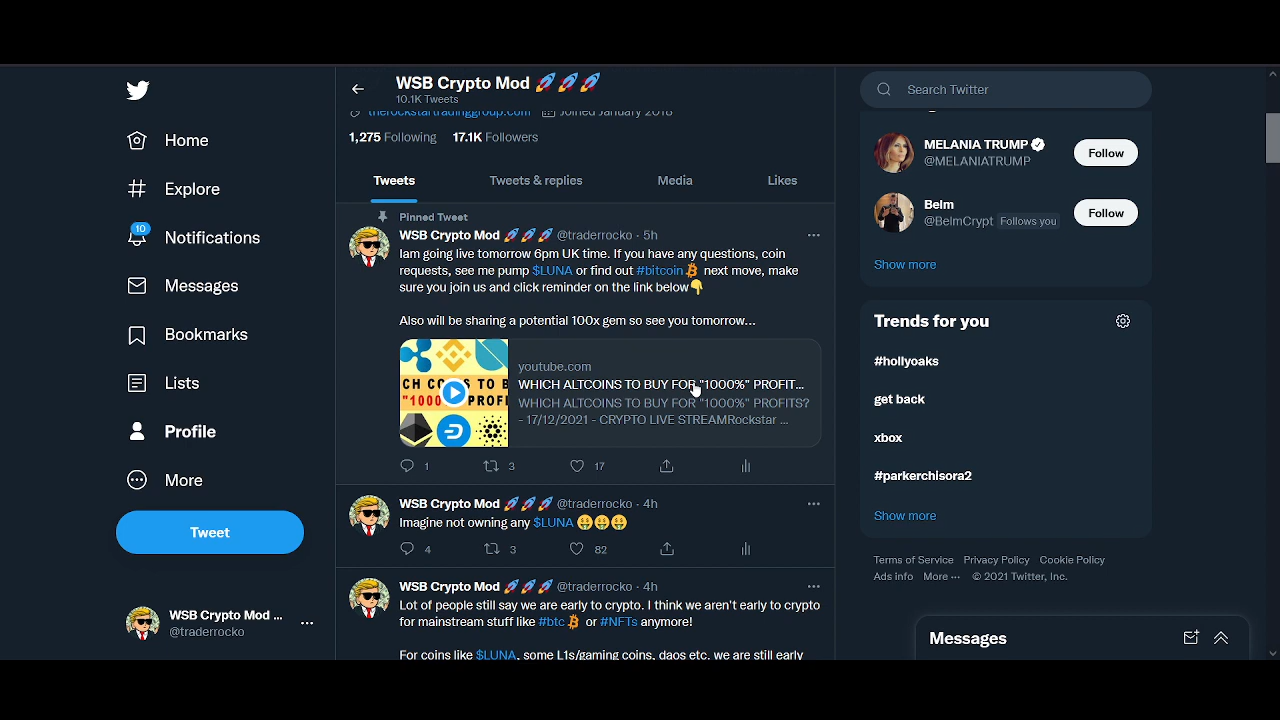 WSB Crypto Mod 🚀🚀🚀
10.1K Tweets
therockstartradinggroup.com Joined January 2018
1,275 Following 17.1K Followers
Tweets Tweets & replies Media Likes
Pinned Tweet
WSB Crypto Mod 🚀🚀🚀 @traderrocko · 5h
Iam going live tomorrow 6pm UK time. If you have any questions, coin
requests, see me pump $LUNA or find out #bitcoin next move, make
sure you join us and click reminder on the link below👇
Also will be sharing a potential 100x gem so see you tomorrow...
CH CO TO B
"1000 PROFI
youtube.com
WHICH ALTCOINS TO BUY FOR "1000%" PROFIT...
WHICH ALTCOINS TO BUY FOR "1000%" PROFITS?
- 17/12/2021 - CRYPTO LIVE STREAMRockstar ...
1 3 17
WSB Crypto Mod 🚀🚀🚀 @traderrocko · 4h
Imagine not owning any $LUNA 🤑🤑🤑
4 3 82
WSB Crypto Mod 🚀🚀🚀 @traderrocko · 4h
Lot of people still say we are early to crypto. I think we aren't early to crypto
for mainstream stuff like #btc or #NFTs anymore!
For coins like $LUNA, some L1s/gaming coins, daos etc. we are still early
Home
Explore
10
Notifications
Messages
Bookmarks
Lists
Profile
More
Tweet
WSB Crypto Mod ...
@traderrocko
Search Twitter
MELANIA TRUMP
@MELANIATRUMP
Follow
Belm
@BelmCrypt Follows you
Follow
Show more
Trends for you
#hollyoaks
get back
xbox
#parkerchisora2
Show more
Terms of Service Privacy Policy Cookie Policy
Ads info More ··· © 2021 Twitter, Inc.
Messages